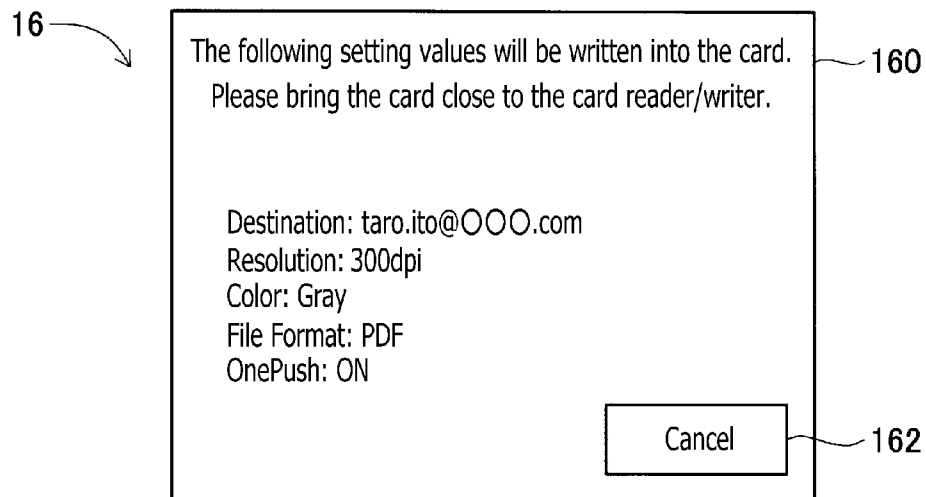 16
The following setting values will be written into the card.
160
Please bring the card close to the card reader/writer.
Destination: taro.ito@○○○.com
Resolution: 300dpi
Color: Gray
File Format: PDF
OnePush: ON
Cancel
162